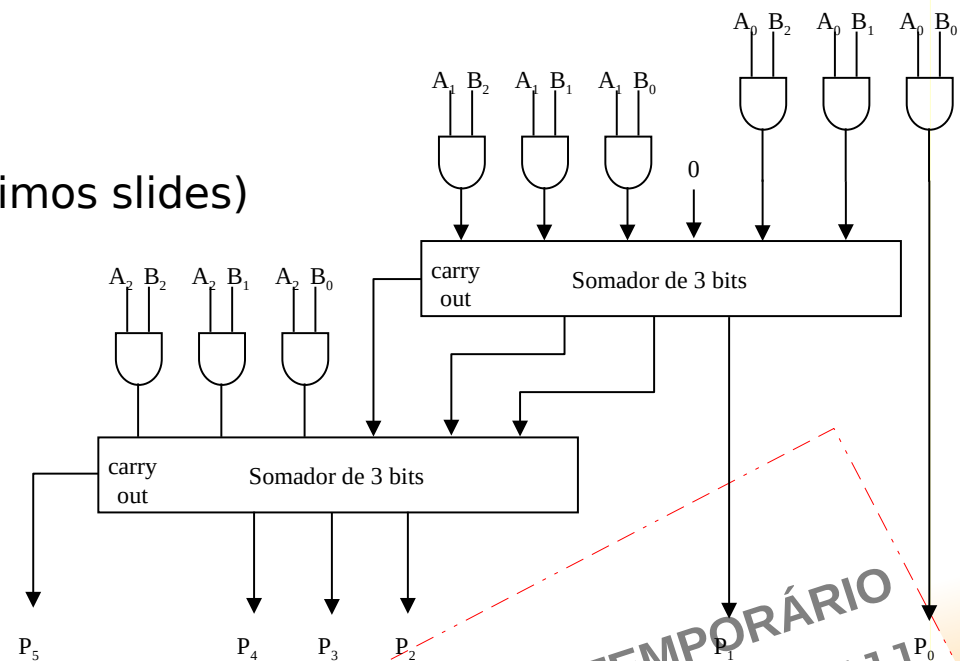 A₀ B₂ A₀ B₁ A₀ B₀
A₁ B₂ A₁ B₁ A₁ B₀
0
imos slides)
carry
out
Somador de 3 bits
A₂ B₂ A₂ B₁ A₂ B₀
carry
out
Somador de 3 bits
TEMPORÁRIO
P₅ P₄ P₃ P₂ P₁ P₀